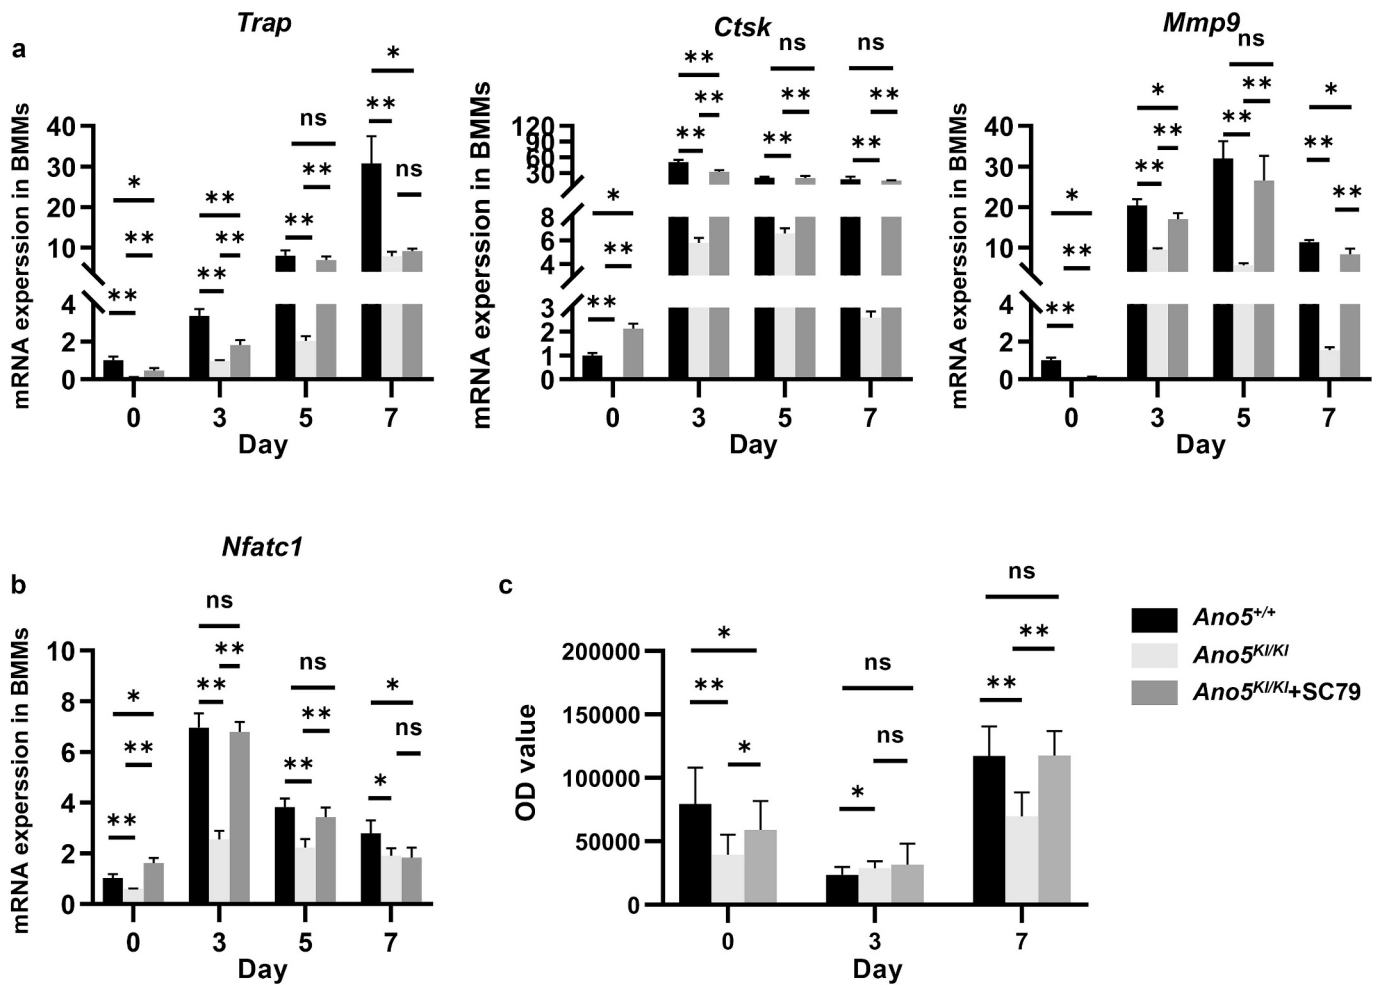 a
Trap
mRNA experssion in BMMs
40
30
20
10
4
2
0
*
**
**
**
**
**
ns
**
**
*
**
ns
0 3 5 7
Day
Ctsk
mRNA experssion in BMMs
120
90
60
30
8
6
4
3
2
1
0
*
**
**
**
**
**
ns
**
**
ns
**
**
0 3 5 7
Day
Mmp9
mRNA experssion in BMMs
40
30
20
10
4
2
0
*
**
**
*
**
**
ns
**
**
*
**
**
0 3 5 7
Day
b
Nfatc1
mRNA experssion in BMMs
10
8
6
4
2
0
*
**
**
ns
**
**
ns
**
**
*
ns
*
0 3 5 7
Day
c
OD value
200000
150000
100000
50000
0
*
**
*
ns
ns
*
ns
**
**
0 3 7
Day
Ano5+/+
Ano5KI/KI
Ano5KI/KI+SC79